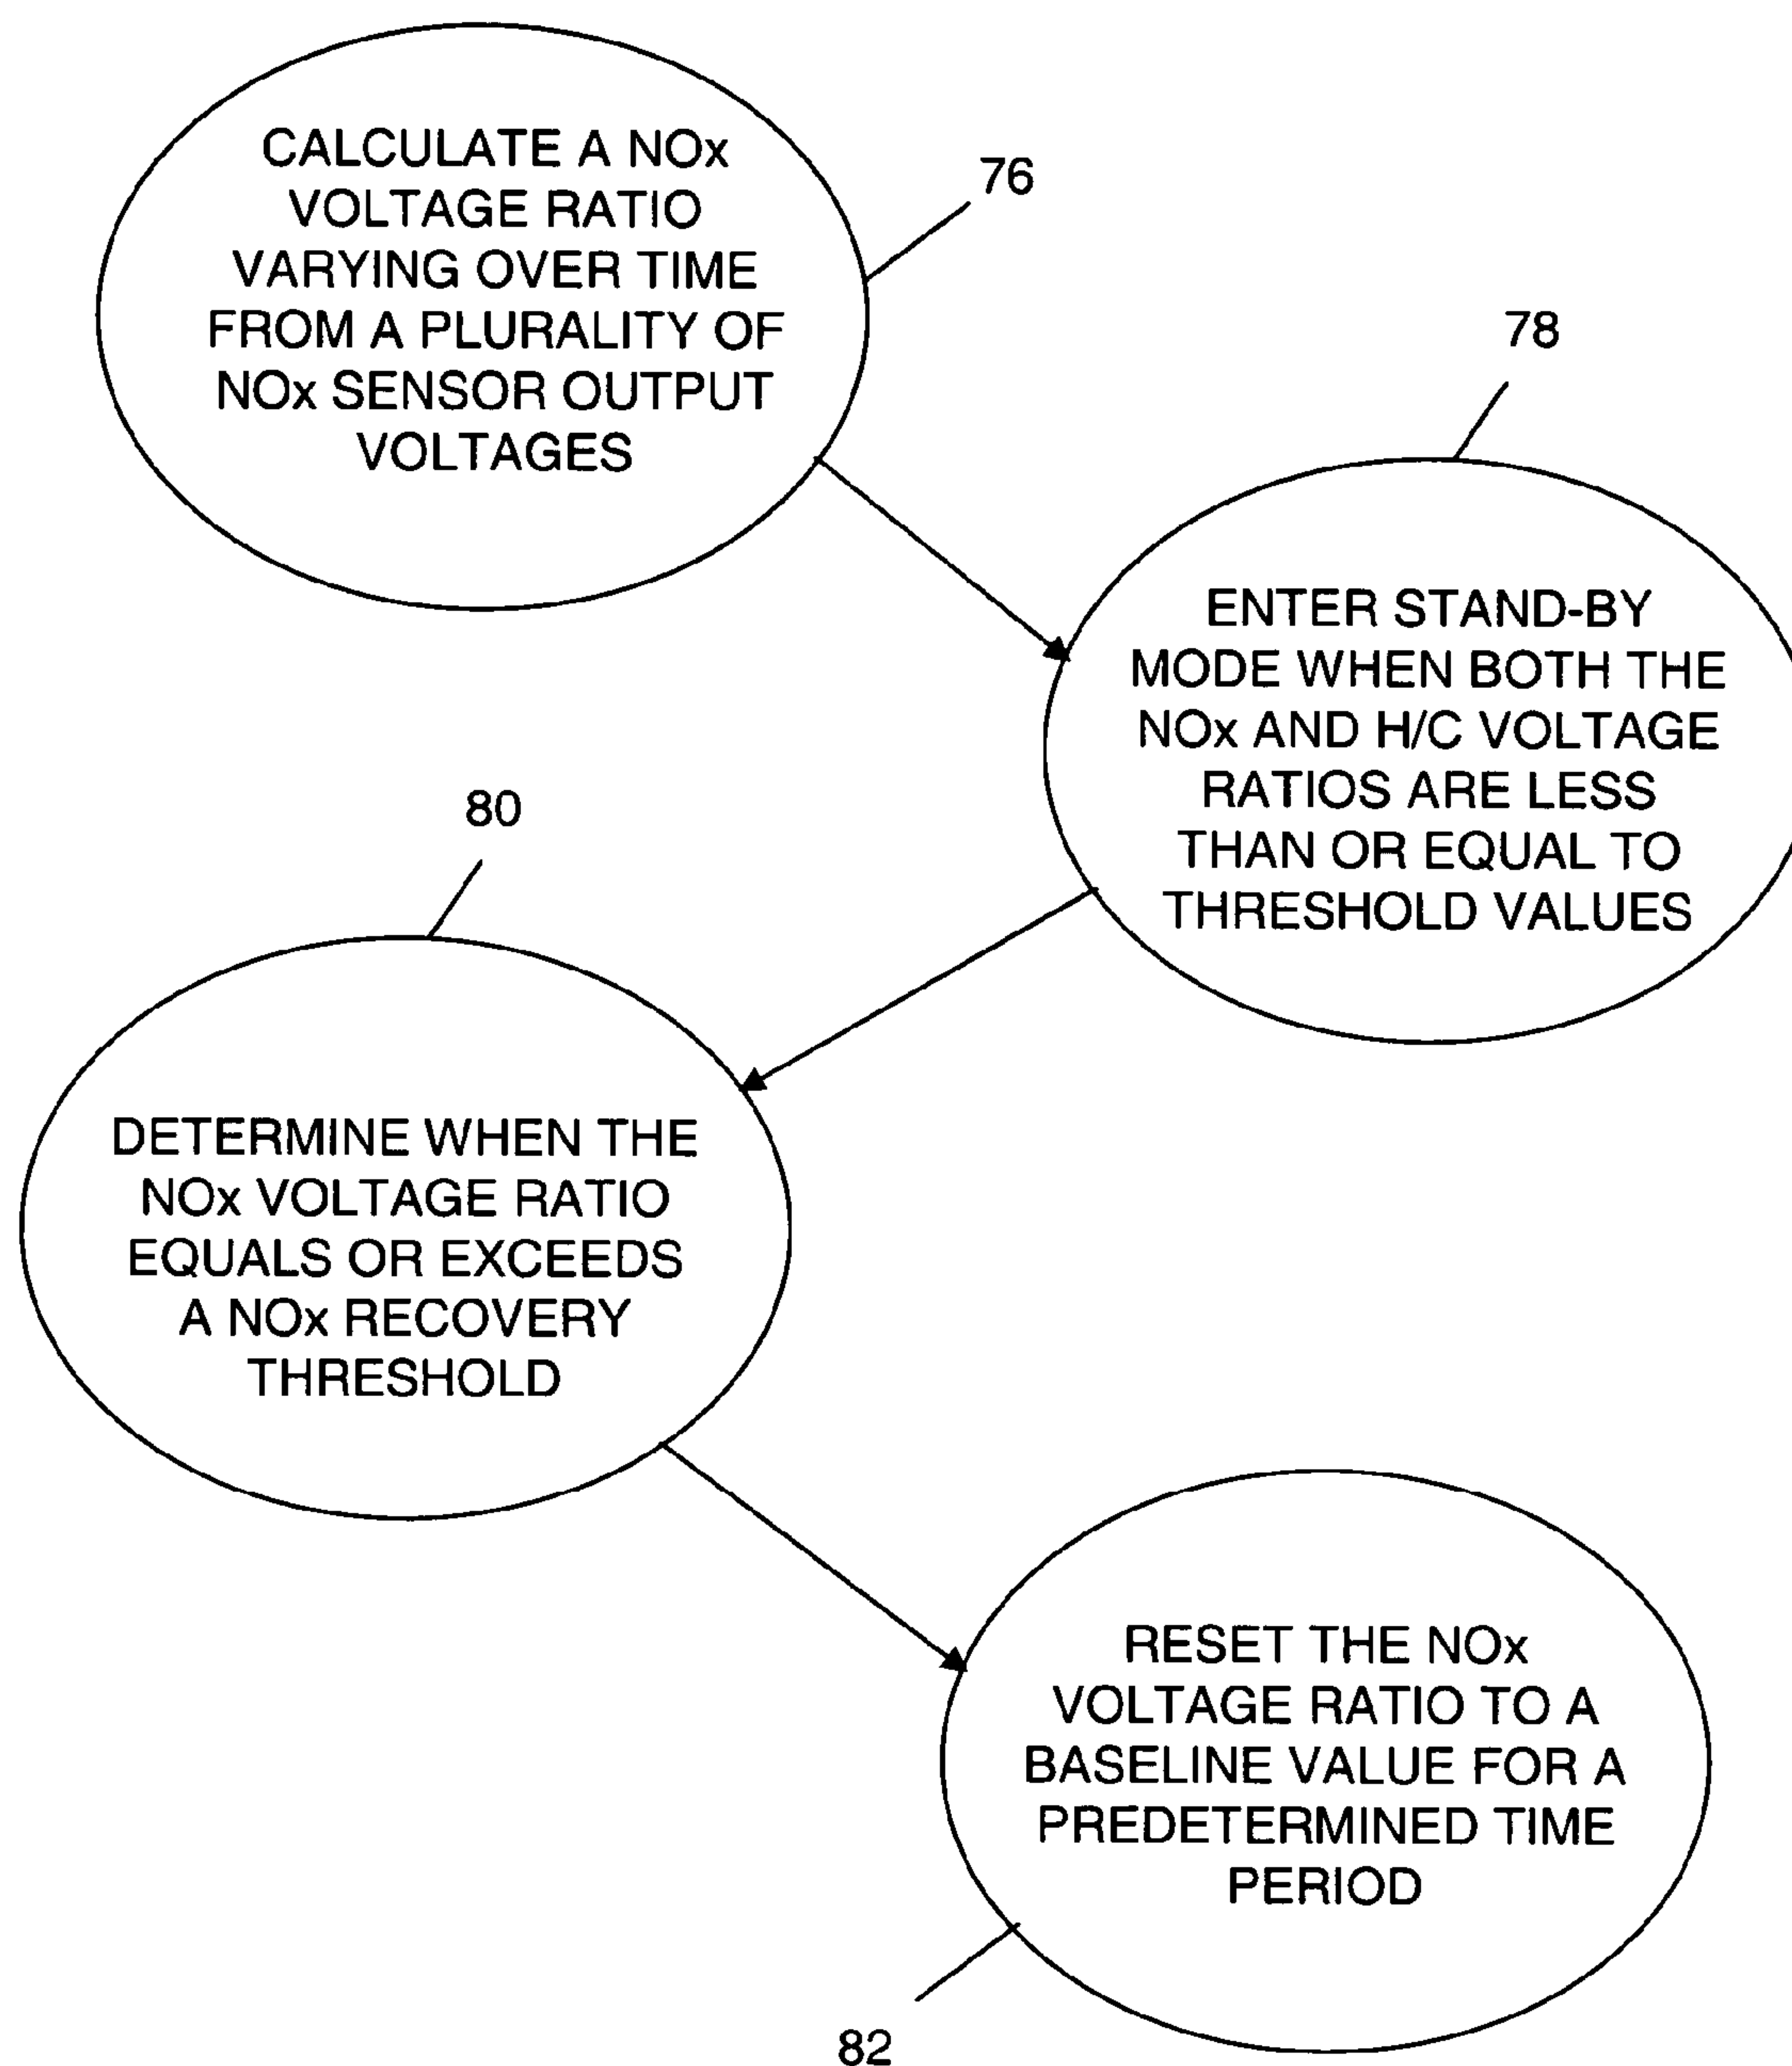 CALCULATE A NOx
VOLTAGE RATIO
VARYING OVER TIME
FROM A PLURALITY OF
NOx SENSOR OUTPUT
VOLTAGES
76
78
ENTER STAND-BY
MODE WHEN BOTH THE
NOx AND H/C VOLTAGE
RATIOS ARE LESS
THAN OR EQUAL TO
THRESHOLD VALUES
80
DETERMINE WHEN THE
NOx VOLTAGE RATIO
EQUALS OR EXCEEDS
A NOx RECOVERY
THRESHOLD
RESET THE NOx
VOLTAGE RATIO TO A
BASELINE VALUE FOR A
PREDETERMINED TIME
PERIOD
82